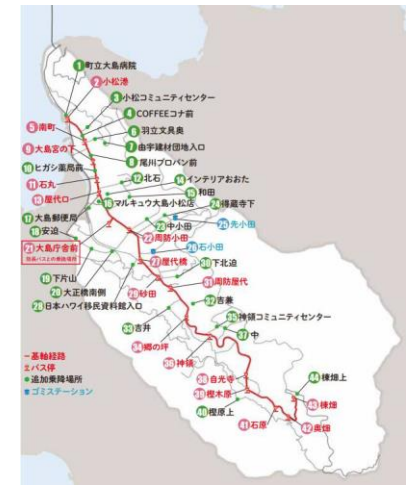 1 町立大島病院
2 小松港
3 小松コミュニティセンター
4 COFFEEコナ前
5 南町
6 羽立文具奥
7 由宇建材団地入口
8 尾川プロパン前
9 大島宮の下
10 ヒガシ薬局前
11 石丸
12 北石
13 屋代口
14 インテリアおおた
15 和田
16 マルキュウ大島小松店
17 大島郵便局
18 安迫
19 下片山
20 大正橋南側
21 大島庁舎前
22 周防小田
23 中小田
24 得蔵寺下
25 先小田
26 石小田
27 屋代橋
28 日本ハワイ移民資料館入口
29 砂田
30 下北迫
31 周防屋代
32 吉兼
33 吉井
34 郷の坪
35 神領コミュニティセンター
36 神領
37 中
38 自光寺
39 樫木原
40 樫原上
41 石原
42 奥畑
43 棟畑
44 棟畑上
基軸経路
バス停
追加乗降場所
ゴミステーション